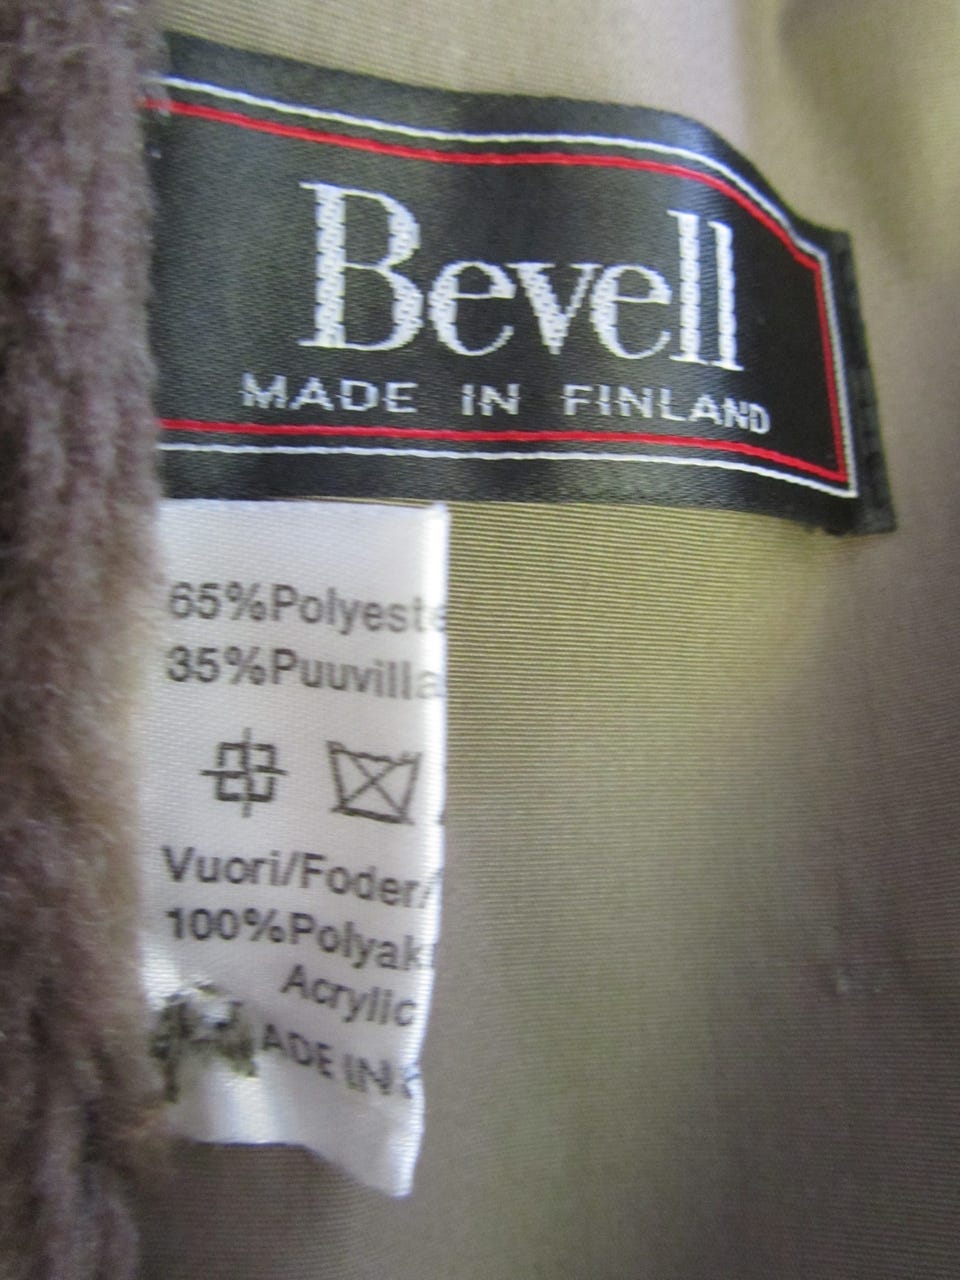 Bevell
MADE IN FINLAND
65%Polyeste
35%Puuvilla
Vuori/Foder/
100%Polyak
Acrylic
ADE IN